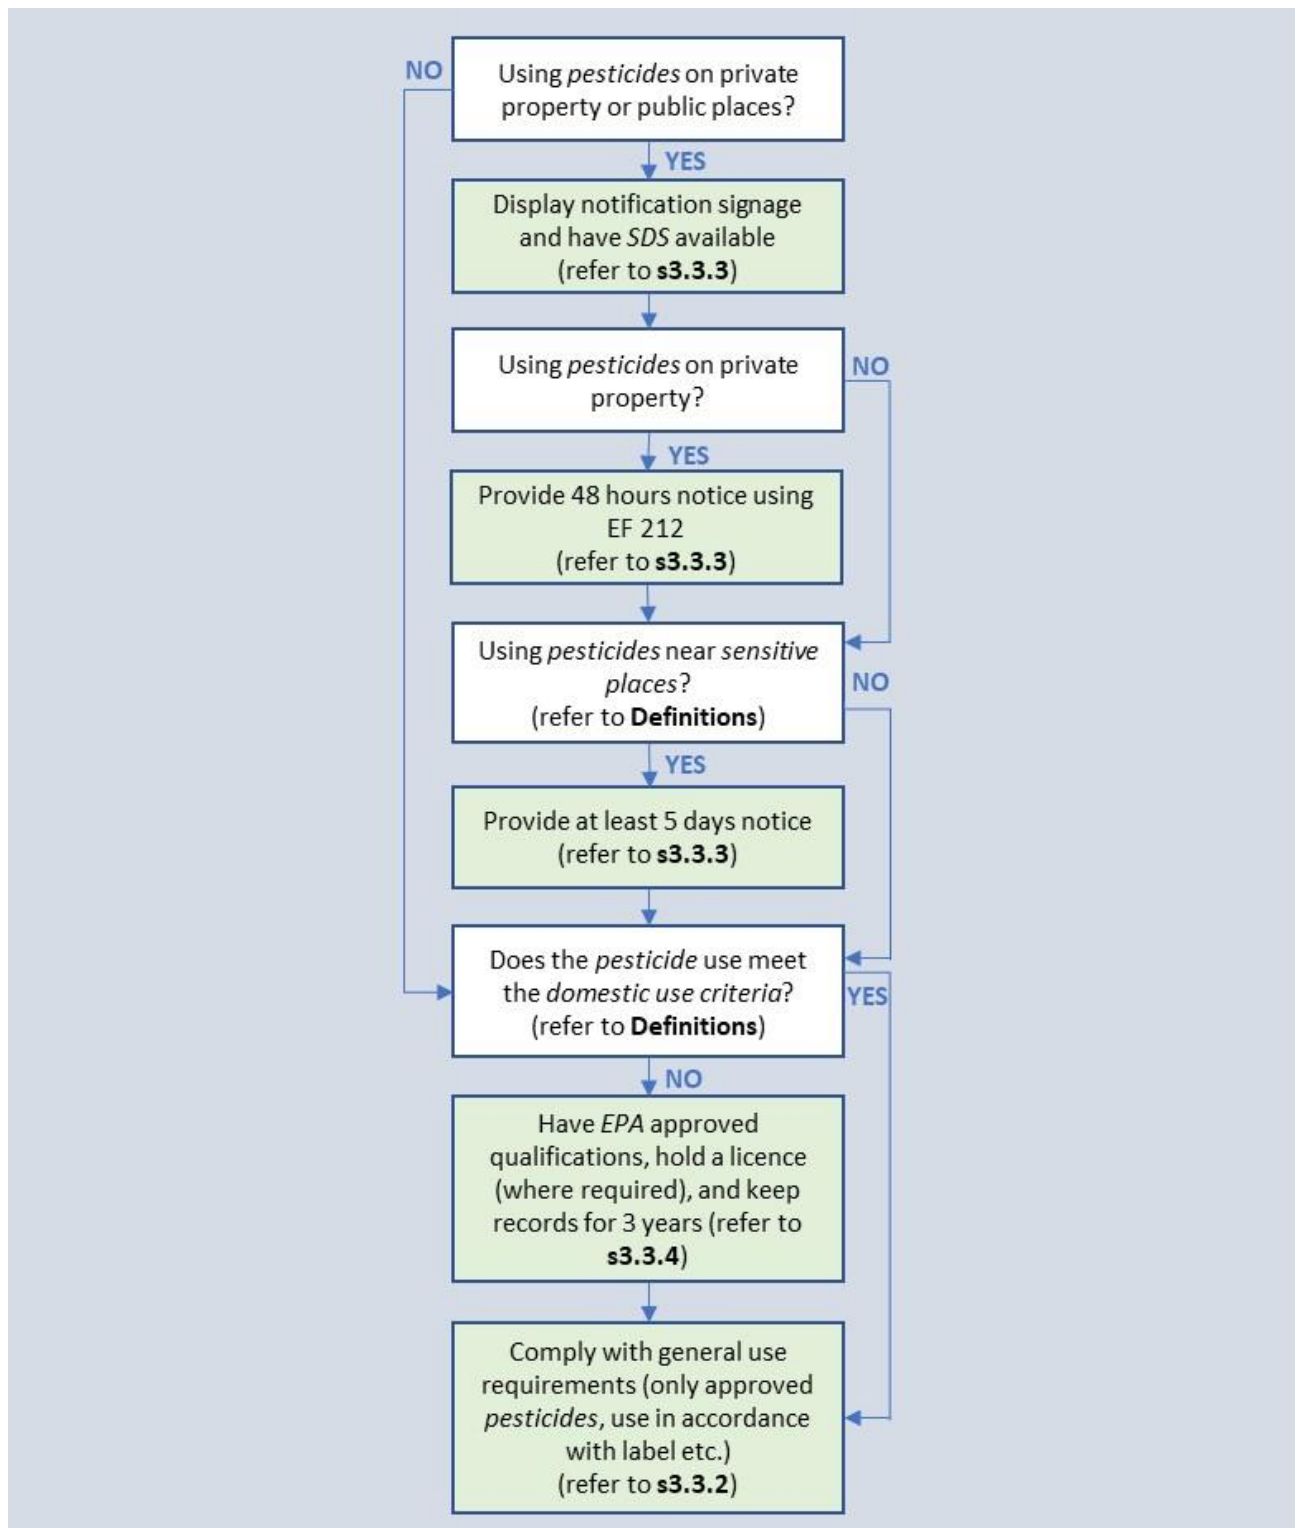 NO
Using pesticides on private
property or public places?
YES
Display notification signage
and have SDS available
(refer to s3.3.3)
Using pesticides on private
property?
NO
YES
Provide 48 hours notice using
EF 212
(refer to s3.3.3)
Using pesticides near sensitive
places?
(refer to Definitions)
NO
YES
Provide at least 5 days notice
(refer to s3.3.3)
Does the pesticide use meet
the domestic use criteria?
(refer to Definitions)
YES
NO
Have EPA approved
qualifications, hold a licence
(where required), and keep
records for 3 years (refer to
s3.3.4)
Comply with general use
requirements (only approved
pesticides, use in accordance
with label etc.)
(refer to s3.3.2)